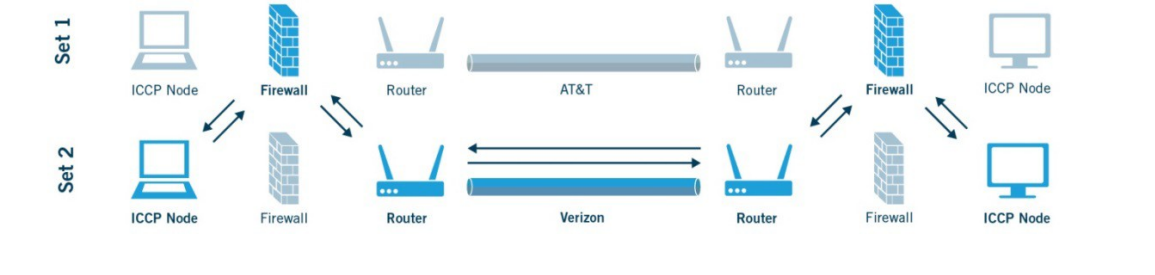 Set 1
ICCP Node Firewall Router AT&T Router Firewall ICCP Node
Set 2
ICCP Node Firewall Router Verizon Router Firewall ICCP Node